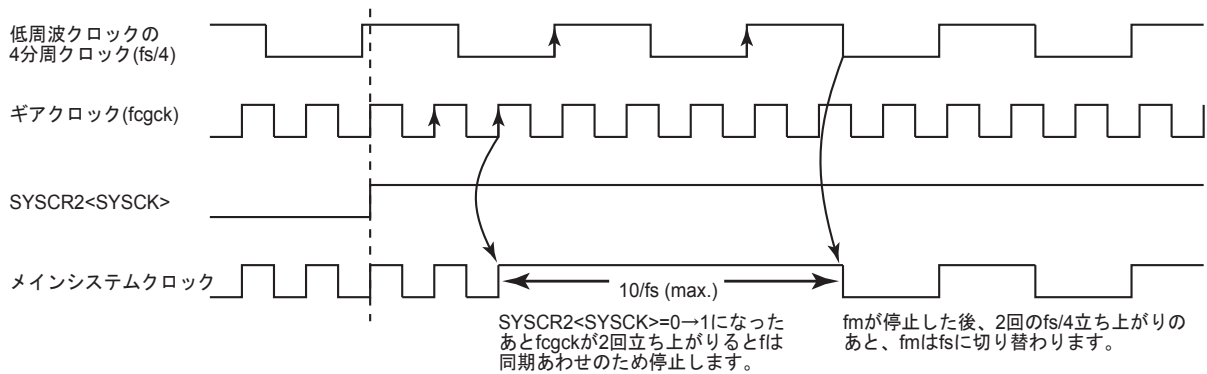 低周波クロックの
4分周クロック(fs/4)
ギアクロック(fcgck)
SYSCR2<SYSCK>
メインシステムクロック
10/fs (max.)
SYSCR2<SYSCK>=0→1になった
あとfcgckが2回立ち上がりるとfは
同期あわせのため停止します。
fmが停止した後、2回のfs/4立ち上がりの
あと、fmはfsに切り替わります。